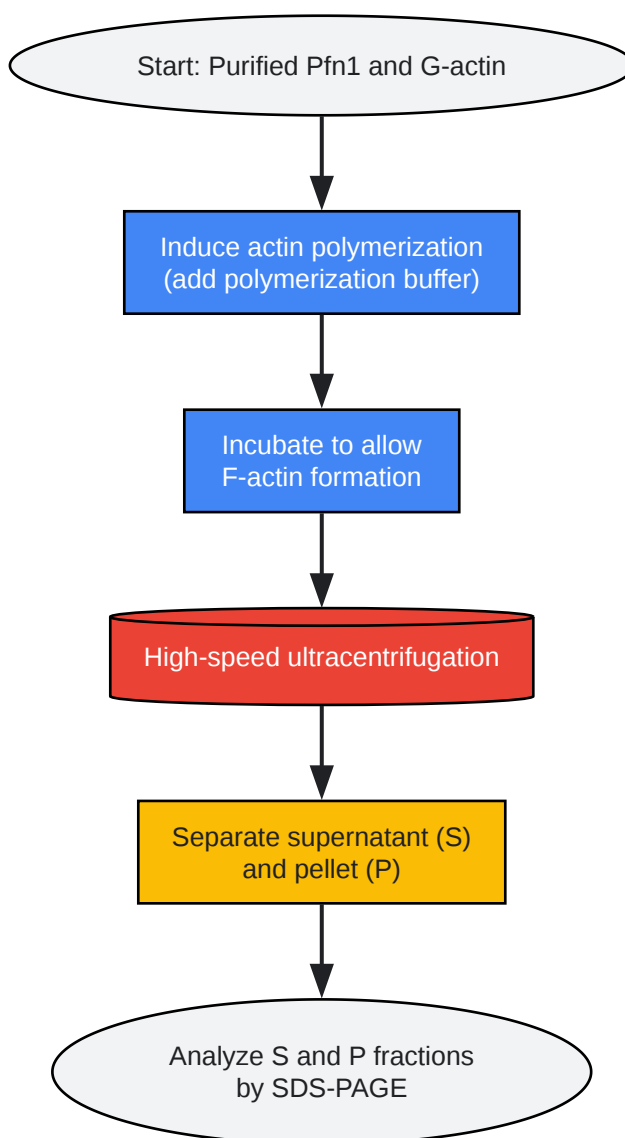 Start: Purified Pfn1 and G-actin
Induce actin polymerization
(add polymerization buffer)
Incubate to allow
F-actin formation
High-speed ultracentrifugation
Separate supernatant (S)
and pellet (P)
Analyze S and P fractions
by SDS-PAGE